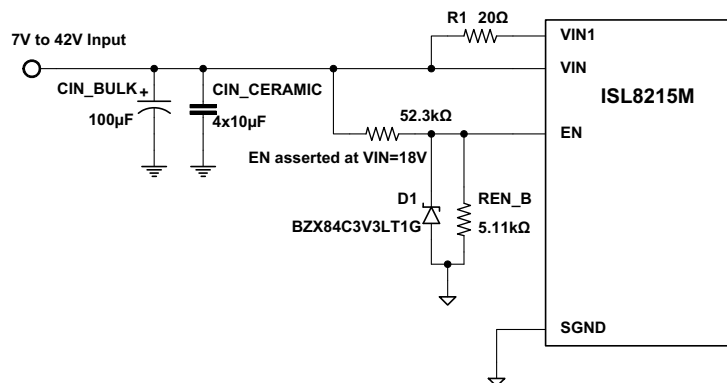 R1 20Ω
VIN1
7V to 42V Input
VIN
ISL8215M
CIN_BULK
+
CIN_CERAMIC
100µF
4x10µF
52.3kΩ
EN
EN asserted at VIN=18V
D1
REN_B
BZX84C3V3LT1G
5.11kΩ
SGND